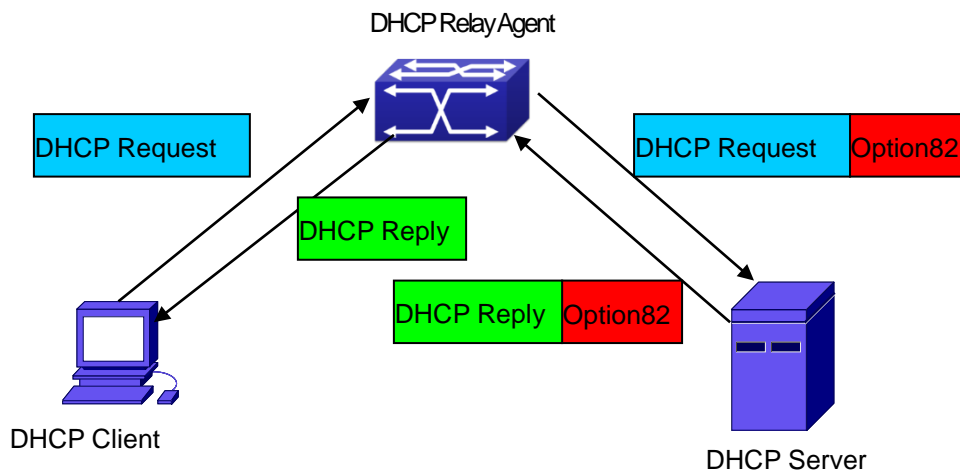 DHCP Relay Agent
DHCP Request
DHCP Request Option82
DHCP Reply
DHCP Reply Option82
DHCP Client
DHCP Server